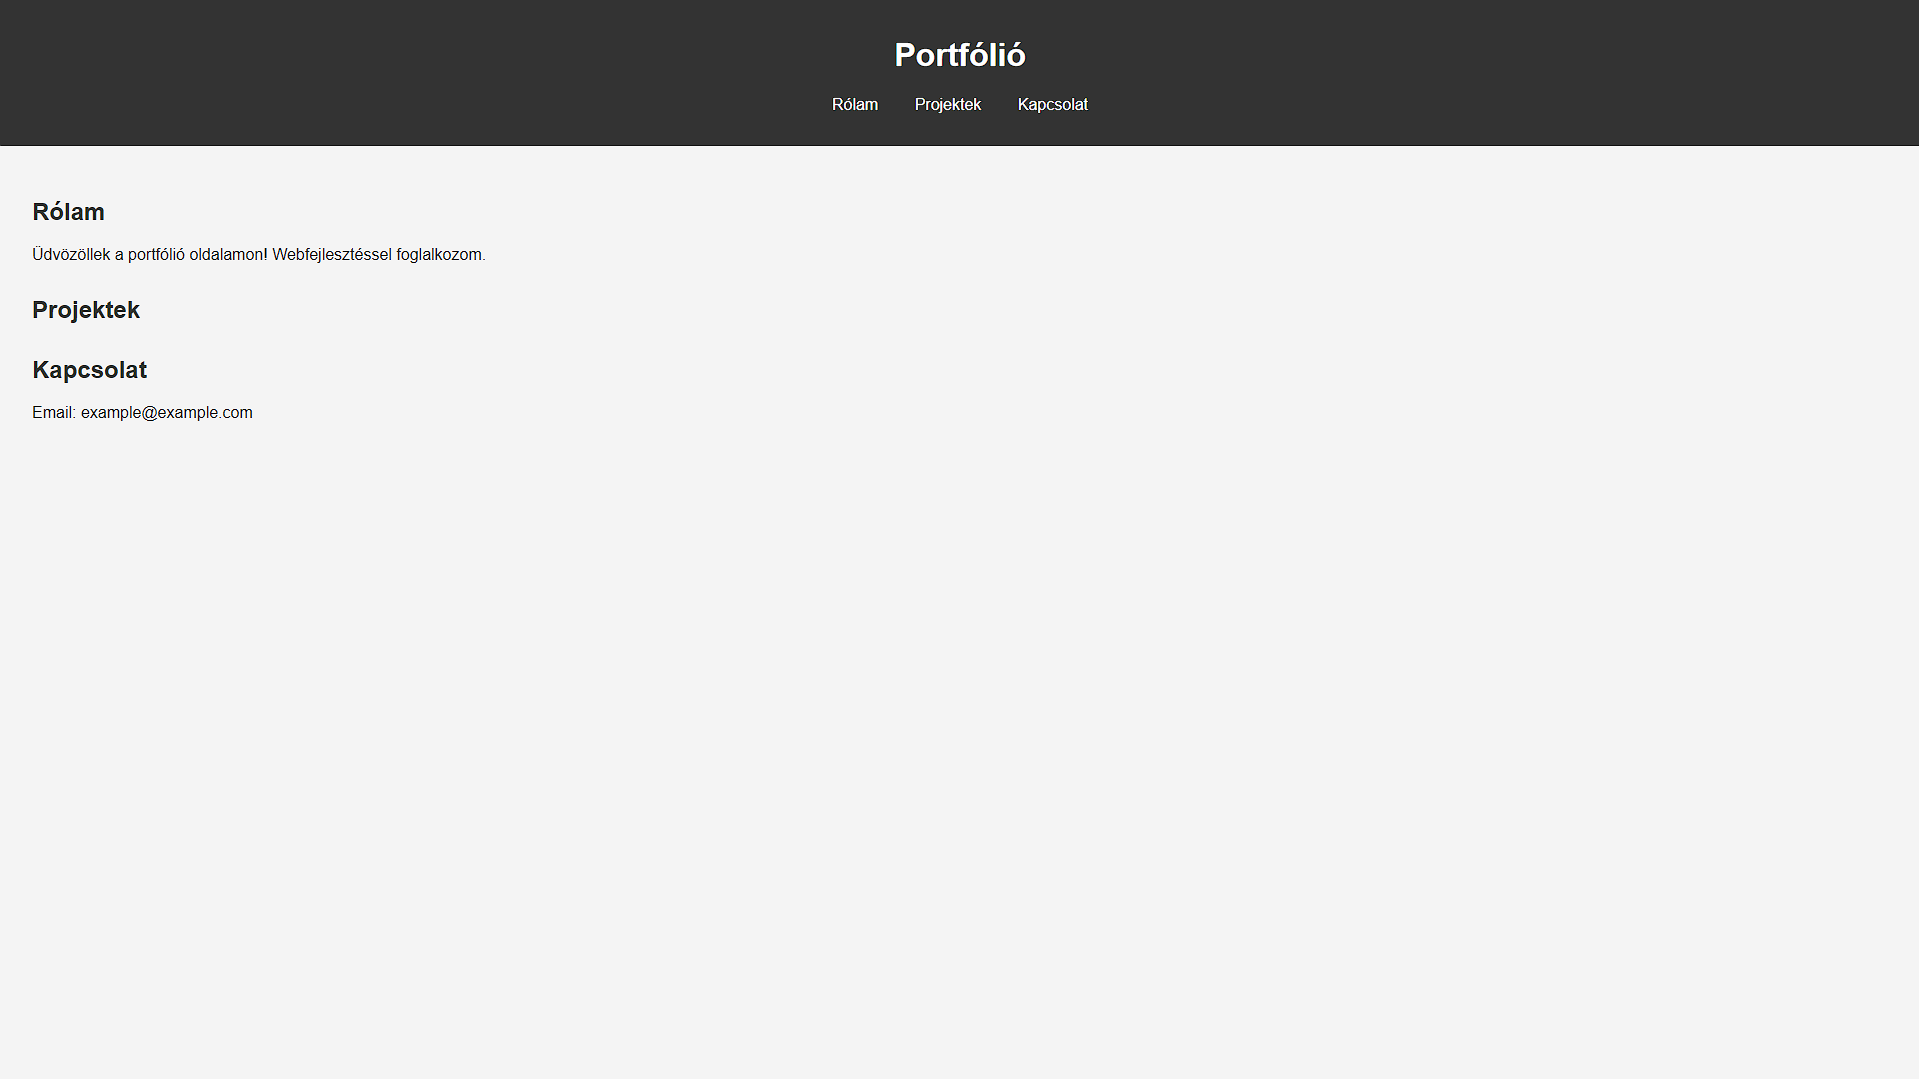 Portfólió
Rólam Projektek Kapcsolat
Rólam
Üdvözöllek a portfólió oldalamon! Webfejlesztéssel foglalkozom.
Projektek
Kapcsolat
Email: example@example.com